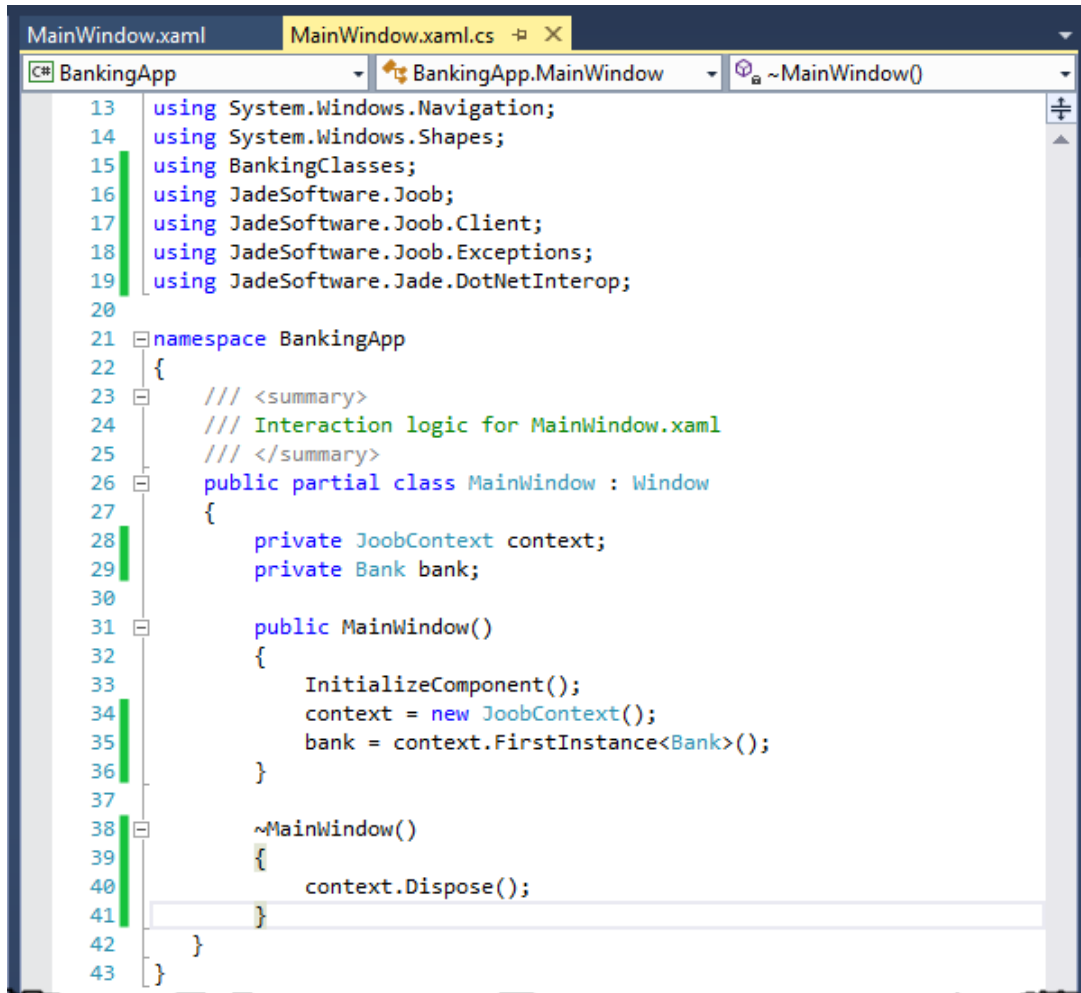 MainWindow.xaml MainWindow.xaml.cs
C# BankingApp BankingApp.MainWindow ~MainWindow()
13 using System.Windows.Navigation;
14 using System.Windows.Shapes;
15 using BankingClasses;
16 using JadeSoftware.Joob;
17 using JadeSoftware.Joob.Client;
18 using JadeSoftware.Joob.Exceptions;
19 using JadeSoftware.Jade.DotNetInterop;
20
21 namespace BankingApp
22 {
23 /// <summary>
24 /// Interaction logic for MainWindow.xaml
25 /// </summary>
26 public partial class MainWindow : Window
27 {
28 private JoobContext context;
29 private Bank bank;
30
31 public MainWindow()
32 {
33 InitializeComponent();
34 context = new JoobContext();
35 bank = context.FirstInstance<Bank>();
36 }
37
38 ~MainWindow()
39 {
40 context.Dispose();
41 }
42 }
43 }